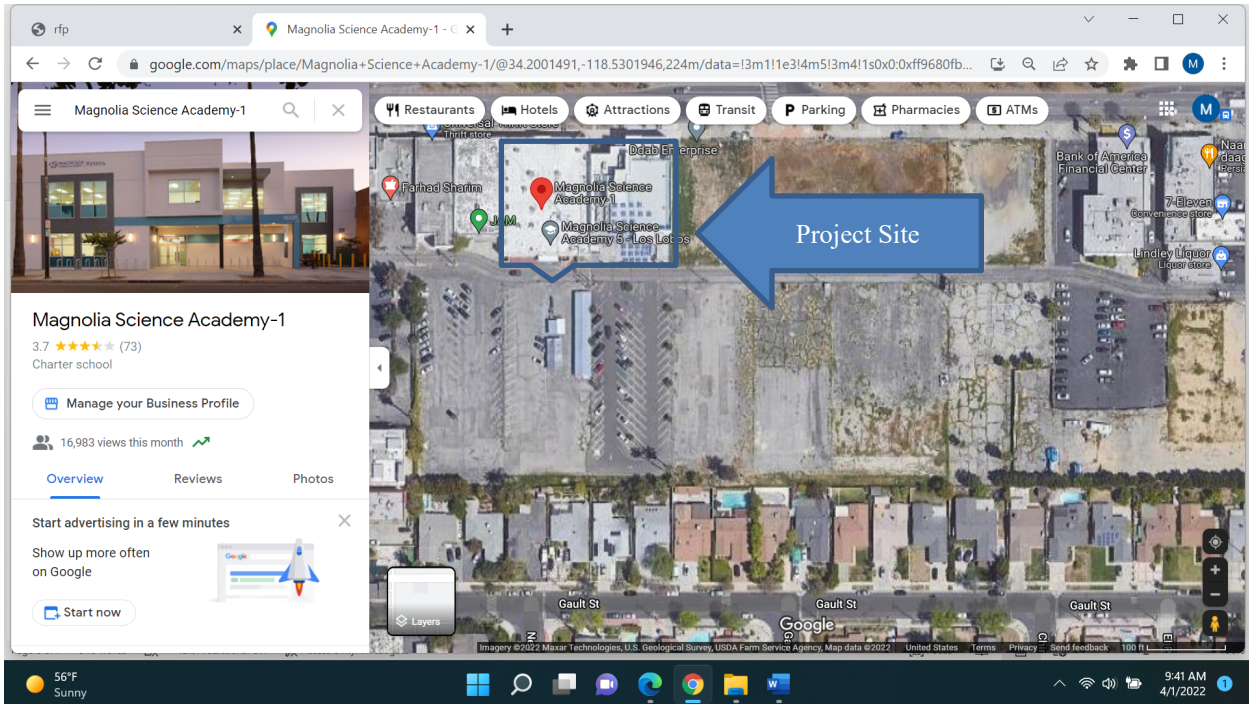 rfp
Magnolia Science Academy-1 - G
google.com/maps/place/Magnolia+Science+Academy-1/@34.2001491,-118.5301946,224m/data=!3m1!1e3!4m5!3m4!1s0x0:0xff9680fb...
M
Magnolia Science Academy-1
Restaurants
Hotels
Attractions
Transit
P Parking
Pharmacies
ATMs
M
Thrift store
Ddab Enterprise
Farhad Sharim
JAM
Magnolia Science
Academy-1
Magnolia Science
Academy 5 - Los Lobos
Project Site
Bank of America
Financial Center
Naan
Persia
7-Eleven
Convenience store
Lindley Liquor
Liquor store
Magnolia Science Academy-1
3.7 (73)
Charter school
Manage your Business Profile
16,983 views this month
Overview
Reviews
Photos
Start advertising in a few minutes
Show up more often
on Google
Google
Start now
Layers
Gault St
Gault St
Gault St
Google
Imagery ©2022 Maxar Technologies, U.S. Geological Survey, USDA Farm Service Agency, Map data ©2022
United States
Terms
Privacy
Send feedback
100 ft
56°F
Sunny
9:41 AM
4/1/2022
1